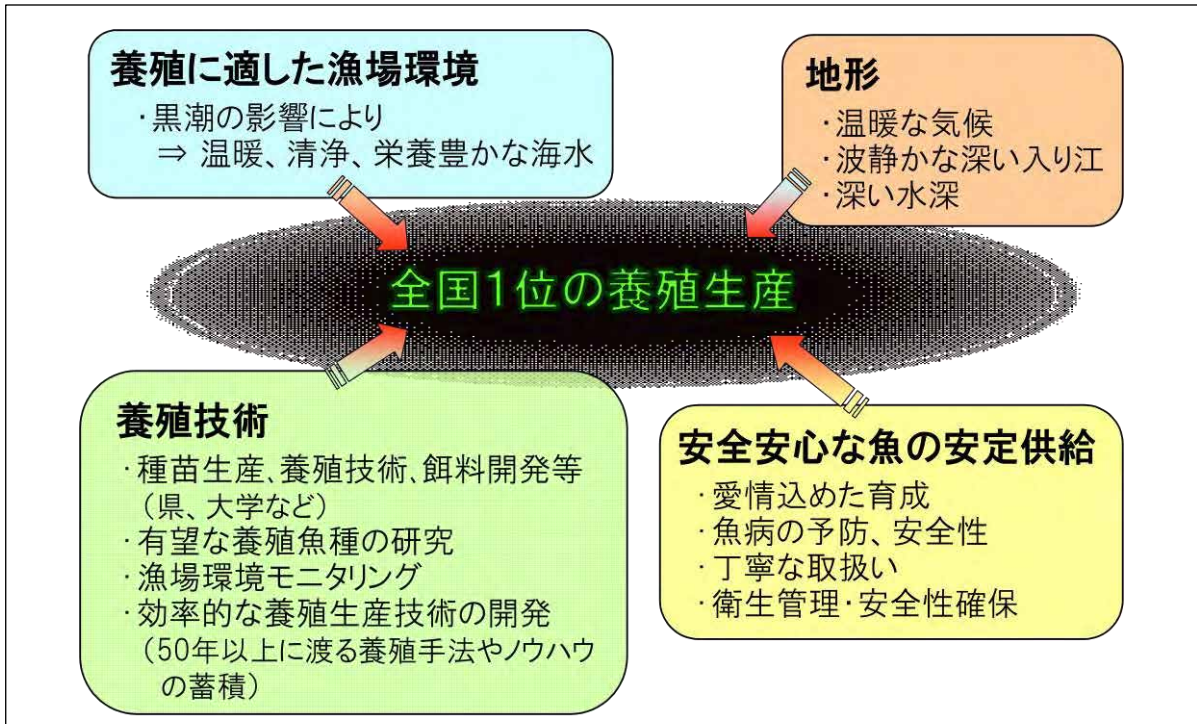 養殖に適した漁場環境
・黒潮の影響により
⇒ 温暖、清浄、栄養豊かな海水
地形
・温暖な気候
・波静かな深い入り江
・深い水深
全国1位の養殖生産
養殖技術
・種苗生産、養殖技術、餌料開発等
（県、大学など）
・有望な養殖魚種の研究
・漁場環境モニタリング
・効率的な養殖生産技術の開発
（50年以上に渡る養殖手法やノウハウ
の蓄積）
安全安心な魚の安定供給
・愛情込めた育成
・魚病の予防、安全性
・丁寧な取扱い
・衛生管理・安全性確保